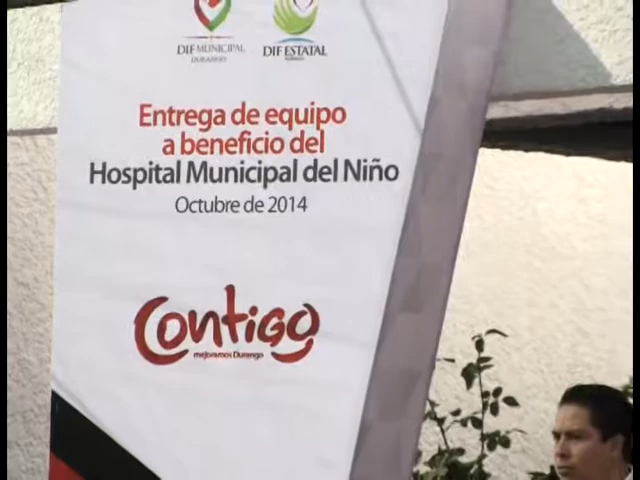 DIF MUNICIPAL
DURANGO
DIF ESTATAL
Entrega de equipo
a beneficio del
Hospital Municipal del Niño
Octubre de 2014
Contigo
mejoramos Durango